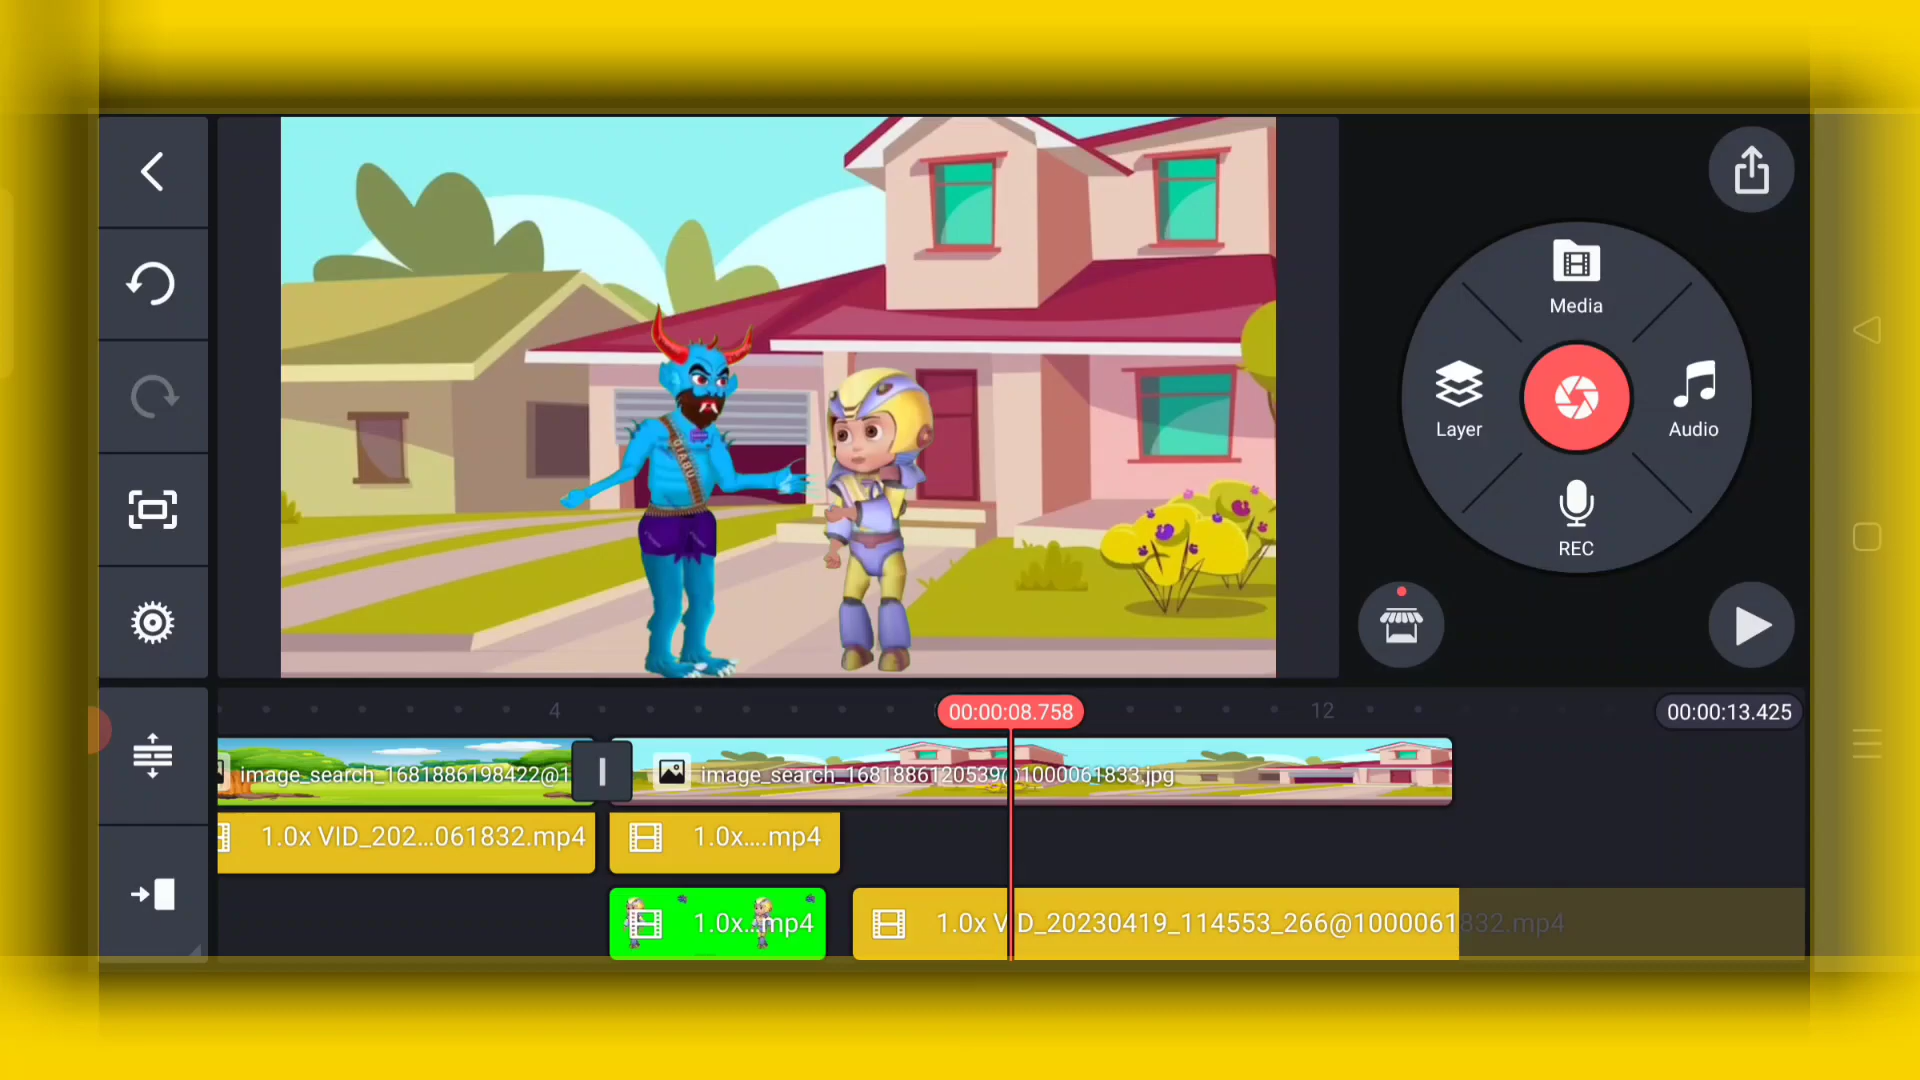 Media
Layer
Audio
REC
DIABU
4
00:00:08.758
12
00:00:13.425
image_search_1681886198422@1
image_search_1681886120539@1000061833.jpg
1.0x VID_202...061832.mp4
1.0x....mp4
1.0x...mp4
1.0x VID_20230419_114553_266@1000061832.mp4